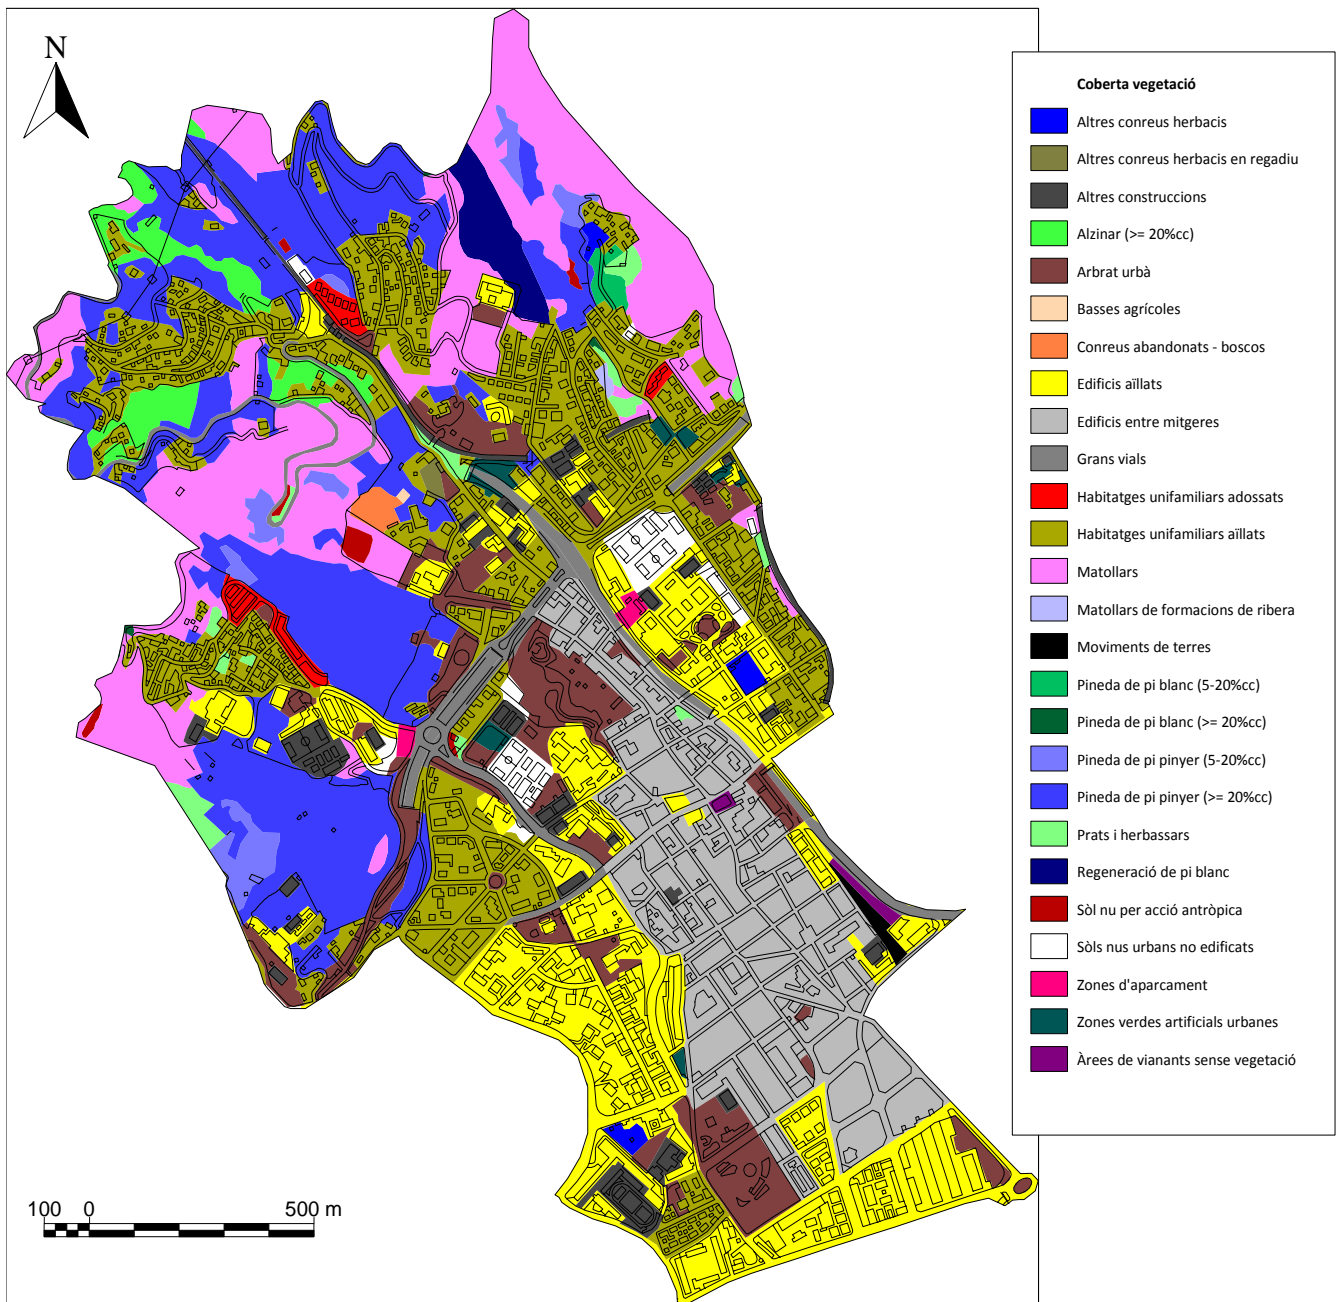 N
Coberta vegetació
Altres conreus herbacis
Altres conreus herbacis en regadiu
Altres construccions
Alzinar (>= 20%cc)
Arbrat urbà
Basses agrícoles
Conreus abandonats - boscos
Edificis aïllats
Edificis entre mitgeres
Grans vials
Habitatges unifamiliars adossats
Habitatges unifamiliars aïllats
Matollars
Matollars de formacions de ribera
Moviments de terres
Pineda de pi blanc (5-20%cc)
Pineda de pi blanc (>= 20%cc)
Pineda de pi pinyer (5-20%cc)
Pineda de pi pinyer (>= 20%cc)
Prats i herbassars
Regeneració de pi blanc
Sòl nu per acció antròpica
Sòls nus urbans no edificats
Zones d'aparcament
Zones verdes artificials urbanes
Àrees de vianants sense vegetació
100 0 500 m